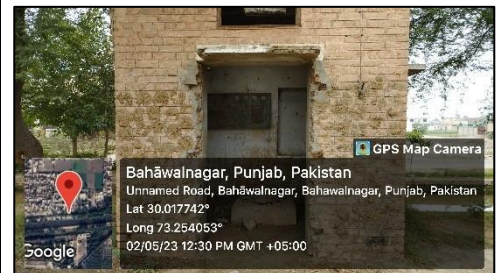 GPS Map Camera
Bahāwalnagar, Punjab, Pakistan
Unnamed Road, Bahāwalnagar, Bahawalnagar, Punjab, Pakistan
Lat 30.017742°
Long 73.254053°
02/05/23 12:30 PM GMT +05:00
Google